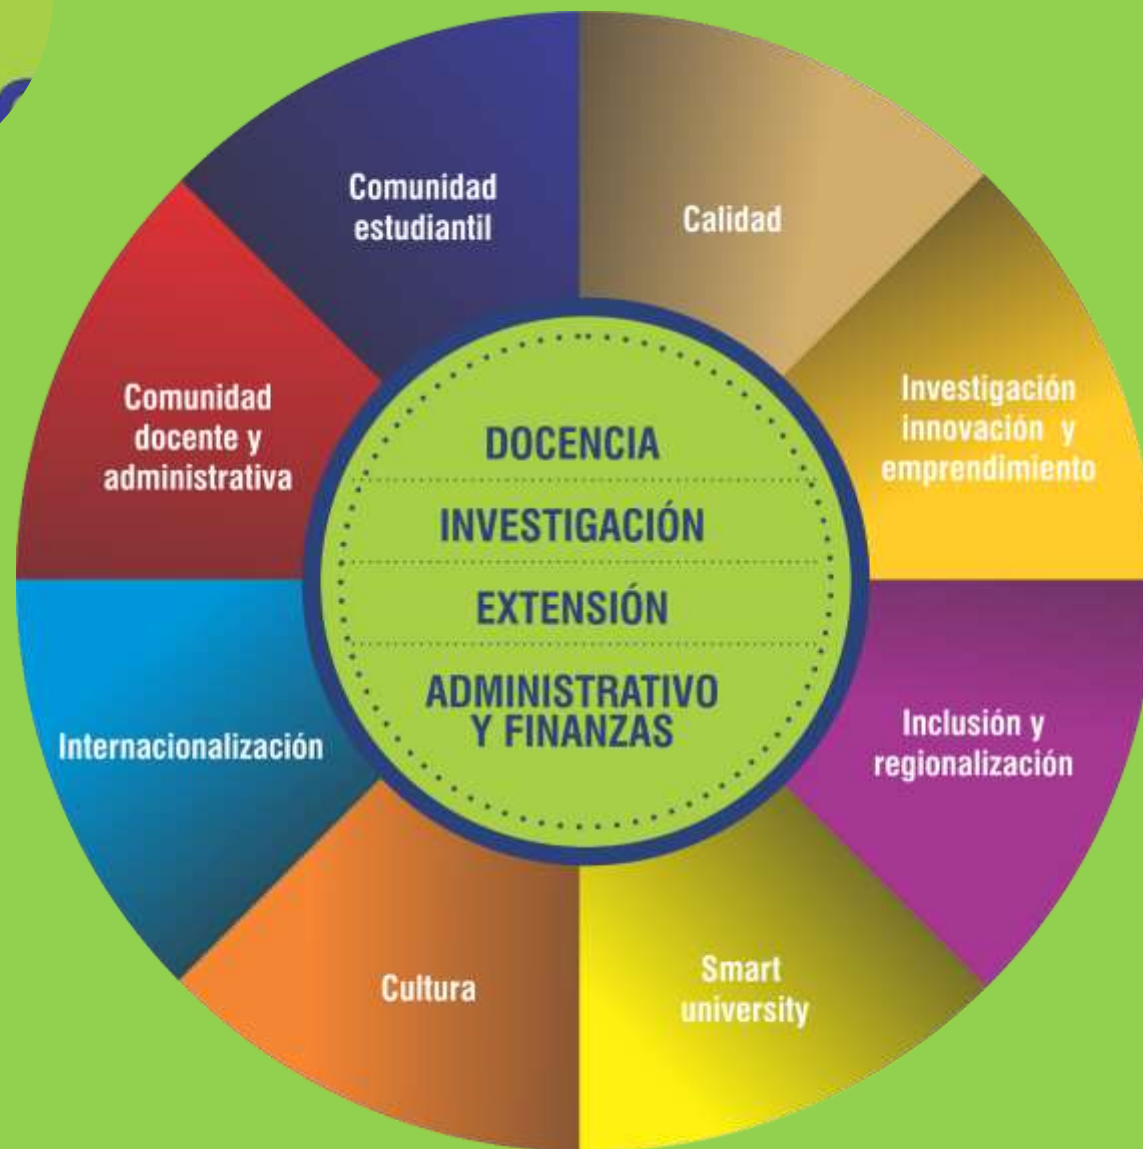 Comunidad
estudiantil
Calidad
Investigación
innovación y
emprendimiento
Inclusión y
regionalización
Smart
university
Cultura
Internacionalización
Comunidad
docente y
administrativa
DOCENCIA
INVESTIGACIÓN
EXTENSIÓN
ADMINISTRATIVO
Y FINANZAS